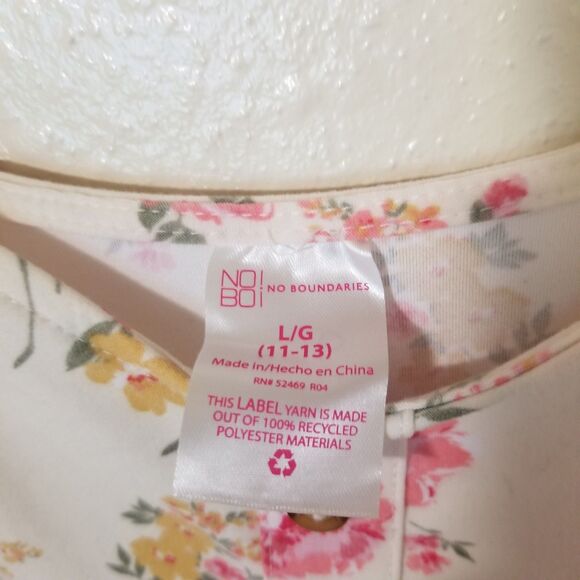 NO!
BOi NO BOUNDARIES
L/G
(11-13)
Made in/Hecho en China
RN# 52469 R04
THIS LABEL YARN IS MADE
OUT OF 100% RECYCLED
POLYESTER MATERIALS